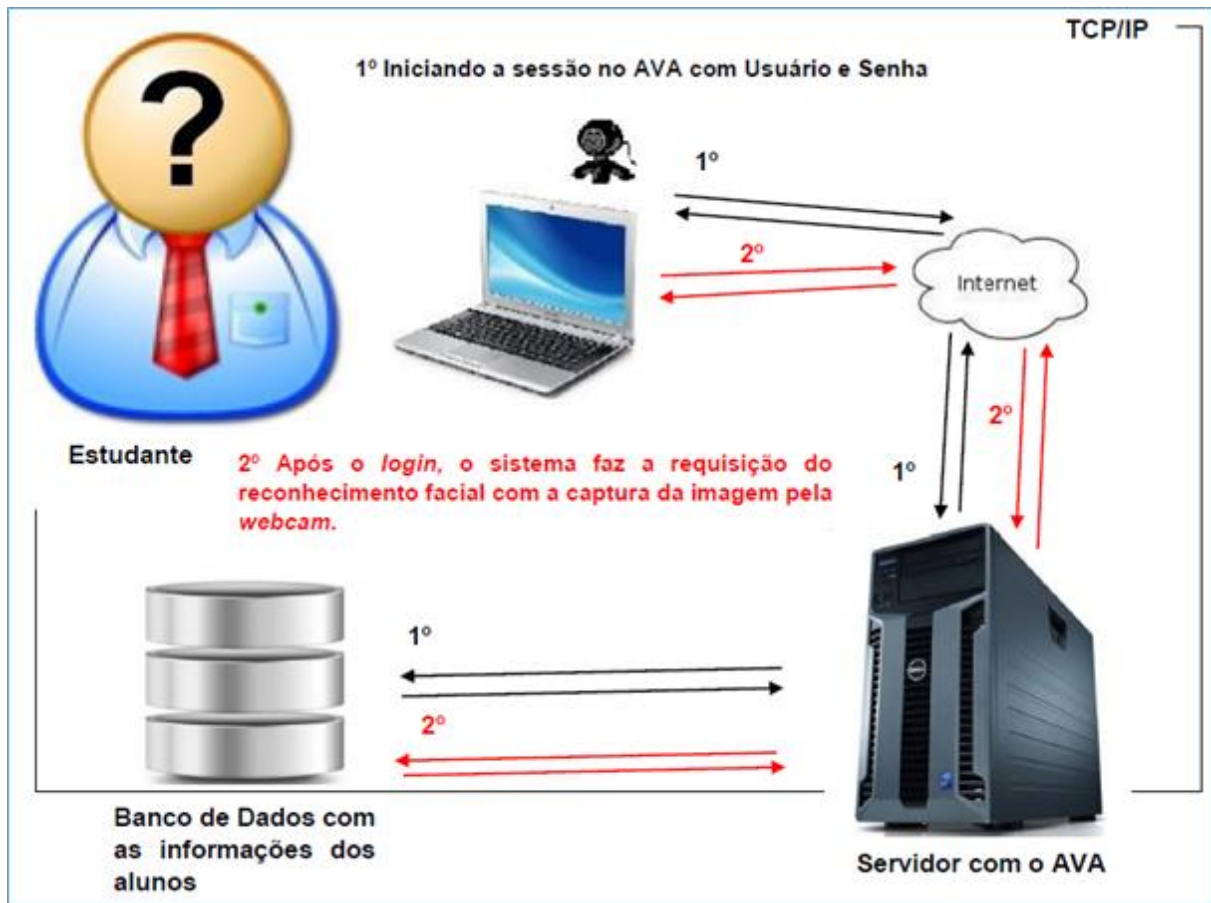 TCP/IP
1º Iniciando a sessão no AVA com Usuário e Senha
?
1º
2º
Internet
1º
2º
Estudante
2º Após o login, o sistema faz a requisição do
reconhecimento facial com a captura da imagem pela
webcam.
1º
2º
Banco de Dados com
as informações dos
alunos
Servidor com o AVA